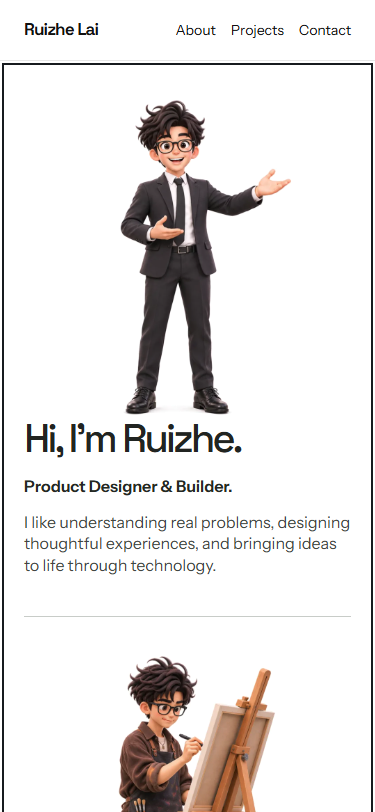 Ruizhe Lai
About Projects Contact
Hi, I’m Ruizhe.
Product Designer & Builder.
I like understanding real problems, designing
thoughtful experiences, and bringing ideas
to life through technology.